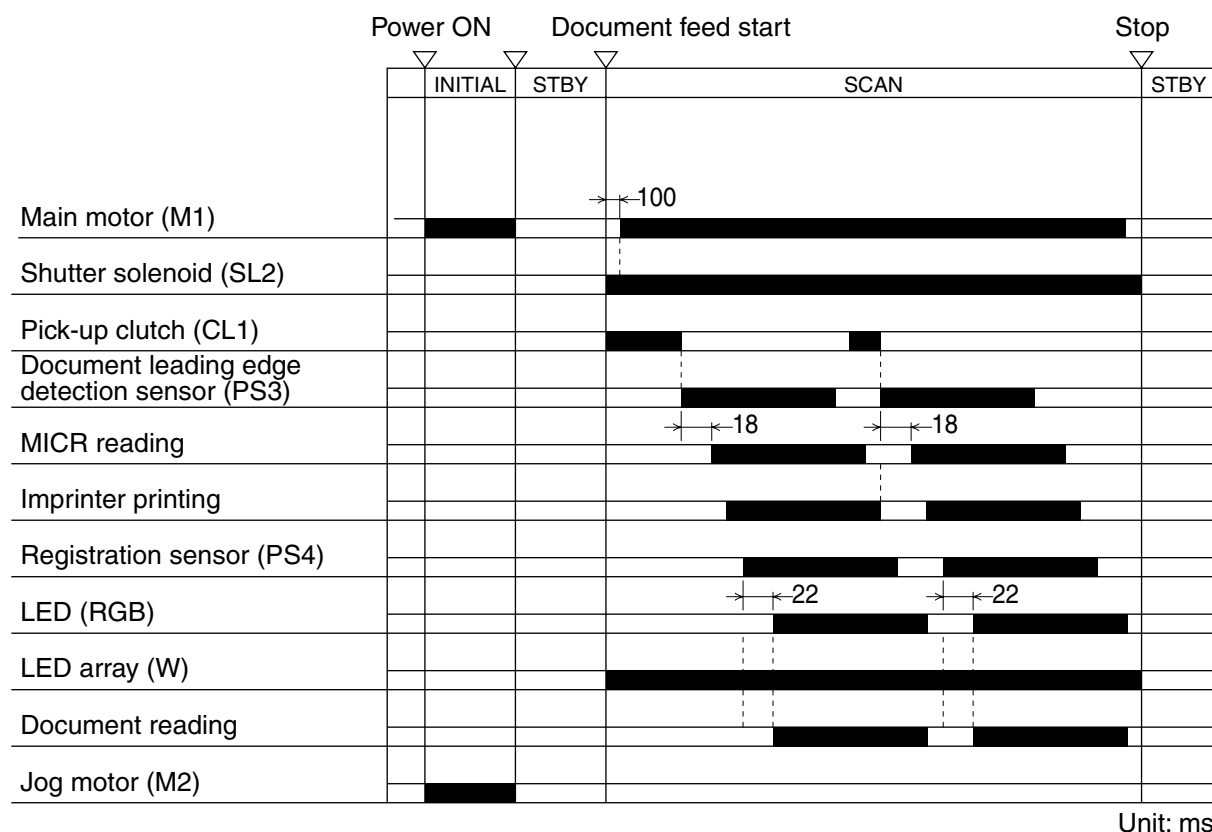 Power ON Document feed start Stop
INITIAL STBY SCAN STBY
100
Main motor (M1)
Shutter solenoid (SL2)
Pick-up clutch (CL1)
Document leading edge
detection sensor (PS3)
18 18
MICR reading
Imprinter printing
Registration sensor (PS4)
22 22
LED (RGB)
LED array (W)
Document reading
Jog motor (M2)
Unit: ms